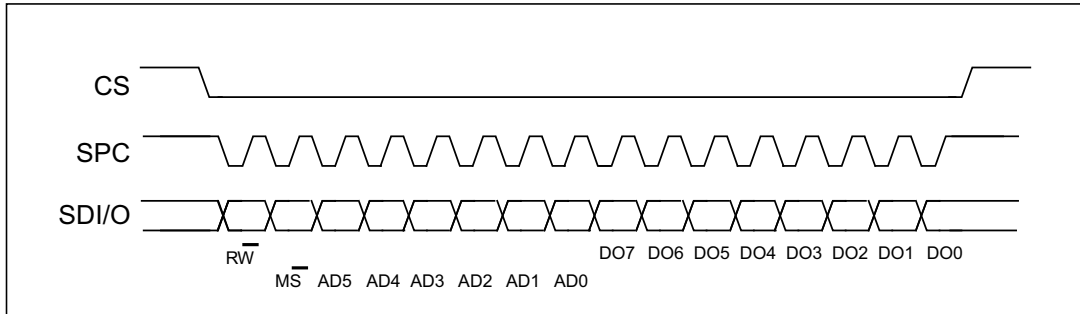 CS
SPC
SDI/O
RW̅ DO7 DO6 DO5 DO4 DO3 DO2 DO1 DO0
MS̅ AD5 AD4 AD3 AD2 AD1 AD0